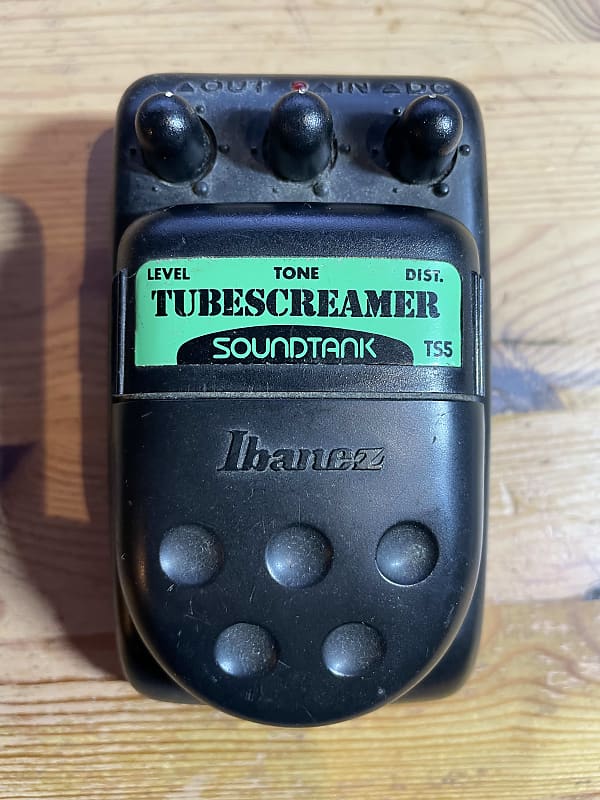 △OUT △IN △DC
LEVEL TONE DIST.
TUBESCREAMER
SOUNDTANK TS5
Ibanez